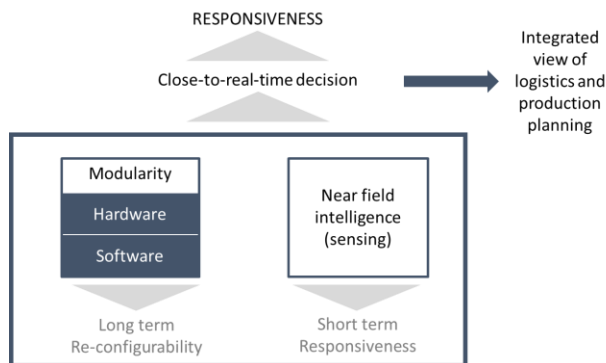 RESPONSIVENESS
Close-to-real-time decision
Integrated
view of
logistics and
production
planning
Modularity
Hardware
Software
Near field
intelligence
(sensing)
Long term
Re-configurability
Short term
Responsiveness